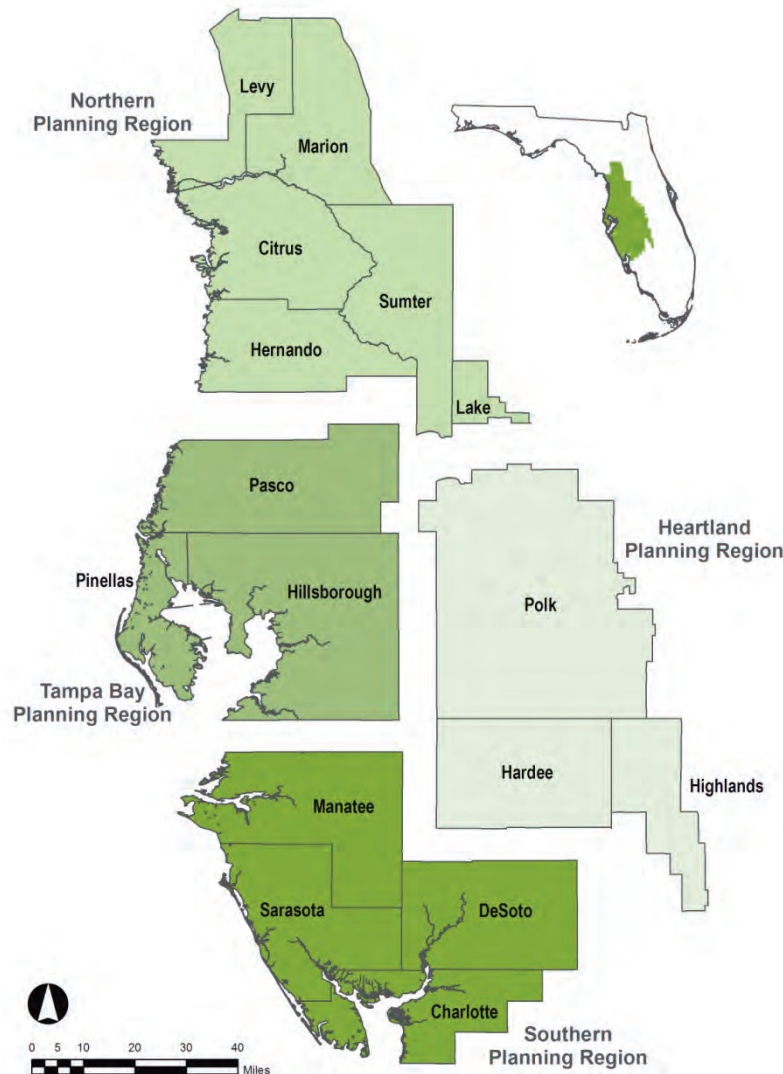 Levy
Northern
Planning Region
Marion
Citrus
Sumter
Hernando
Lake
Pasco
Heartland
Planning Region
Pinellas
Hillsborough
Polk
Tampa Bay
Planning Region
Hardee
Highlands
Manatee
Sarasota
DeSoto
Charlotte
Southern
Planning Region
0 5 10 20 30 40
Miles